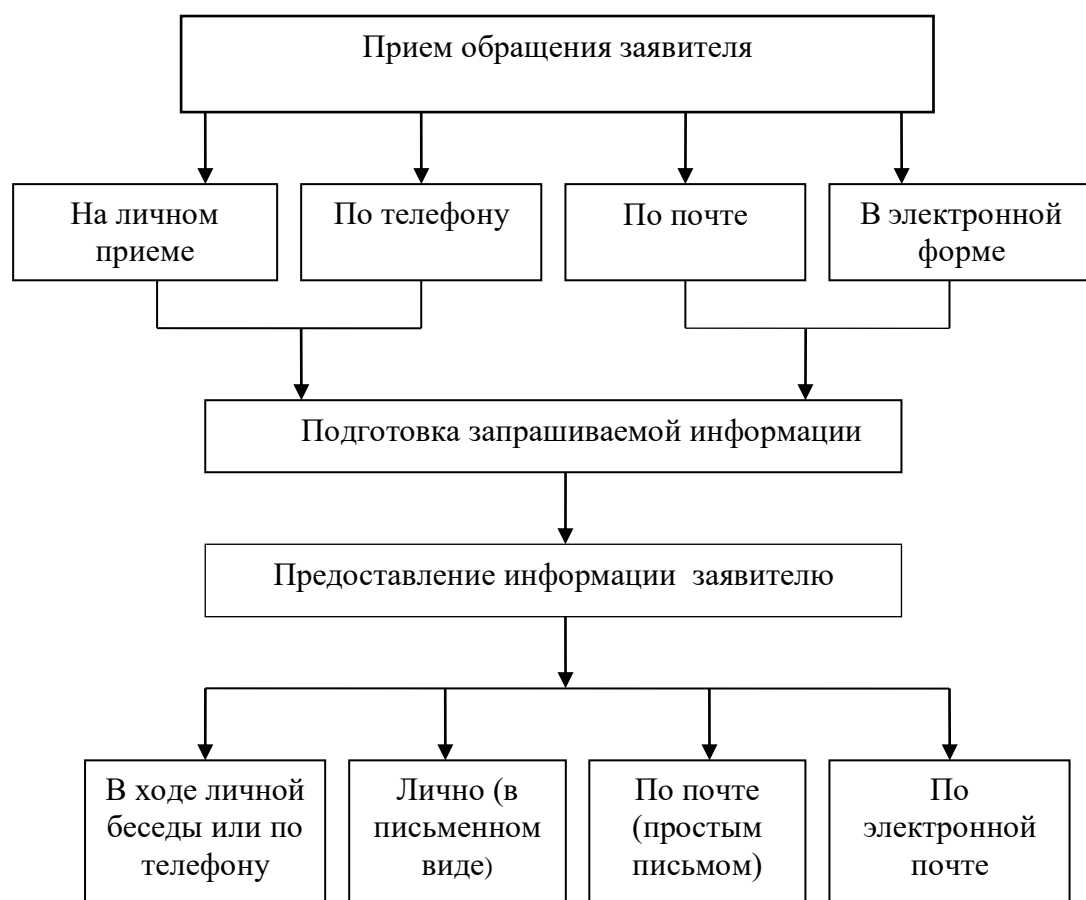 Прием обращения заявителя
На личном
приеме
По телефону
По почте
В электронной
форме
Подготовка запрашиваемой информации
Предоставление информации  заявителю
В ходе личной
беседы или по
телефону
Лично (в
письменном
виде)
По почте
(простым
письмом)
По
электронной
почте